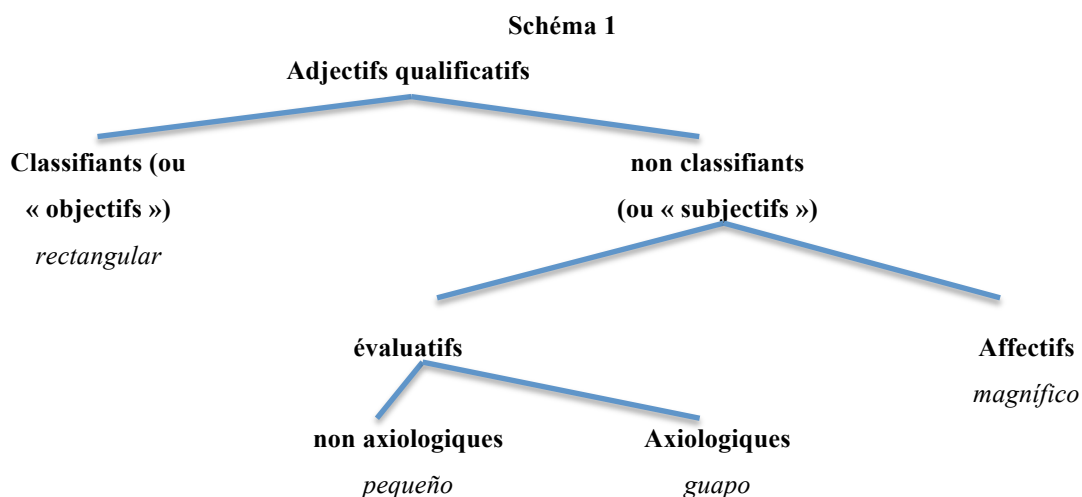 Schéma 1
Adjectifs qualificatifs
Classifiants (ou
« objectifs »)
rectangular
non classifiants
(ou « subjectifs »)
évaluatifs
Affectifs
magnífico
non axiologiques
pequeño
Axiologiques
guapo